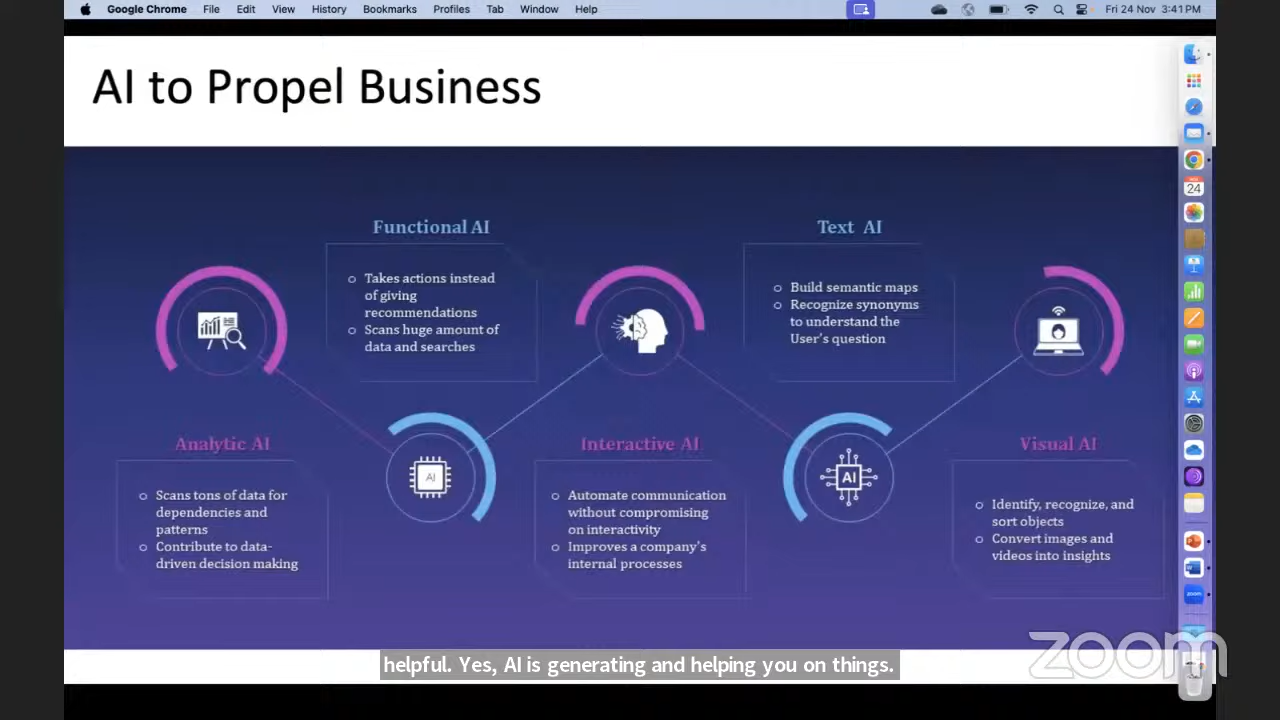 Google Chrome File Edit View History Bookmarks Profiles Tab Window Help Fri 24 Nov 3:41 PM
AI to Propel Business
24
Functional AI
Takes actions instead
of giving
recommendations
Scans huge amount of
data and searches
Text AI
Build semantic maps
Recognize synonyms
to understand the
User's question
Analytic AI
Scans tons of data for
dependencies and
patterns
Contribute to data-
driven decision making
AI
Interactive AI
Automate communication
without compromising
on interactivity
Improves a company's
internal processes
AI
Visual AI
Identify, recognize, and
sort objects
Convert images and
videos into insights
zoom
zoom
helpful. Yes, AI is generating and helping you on things.